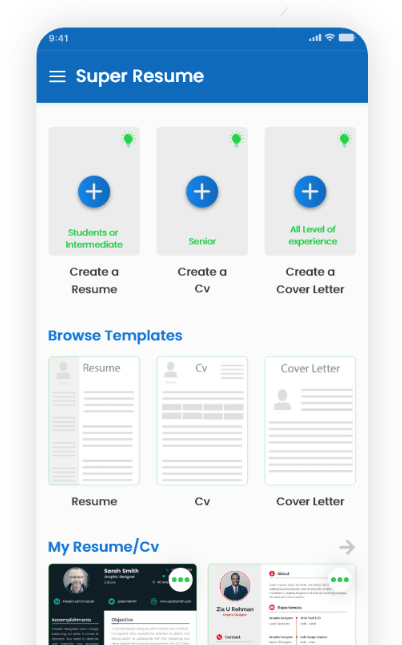 9:41
Super Resume
Students or
Intermediate
Senior
All Level of
experience
Create a
Resume
Create a
Cv
Create a
Cover Letter
Browse Templates
Resume
Cv
Cover Letter
Resume
Cv
Cover Letter
My Resume/Cv
Sarah Smith
Graphic Designer
Accomplishments
Objective
Zia U Rehman
Graphic Designer
Contact
About
Experiences